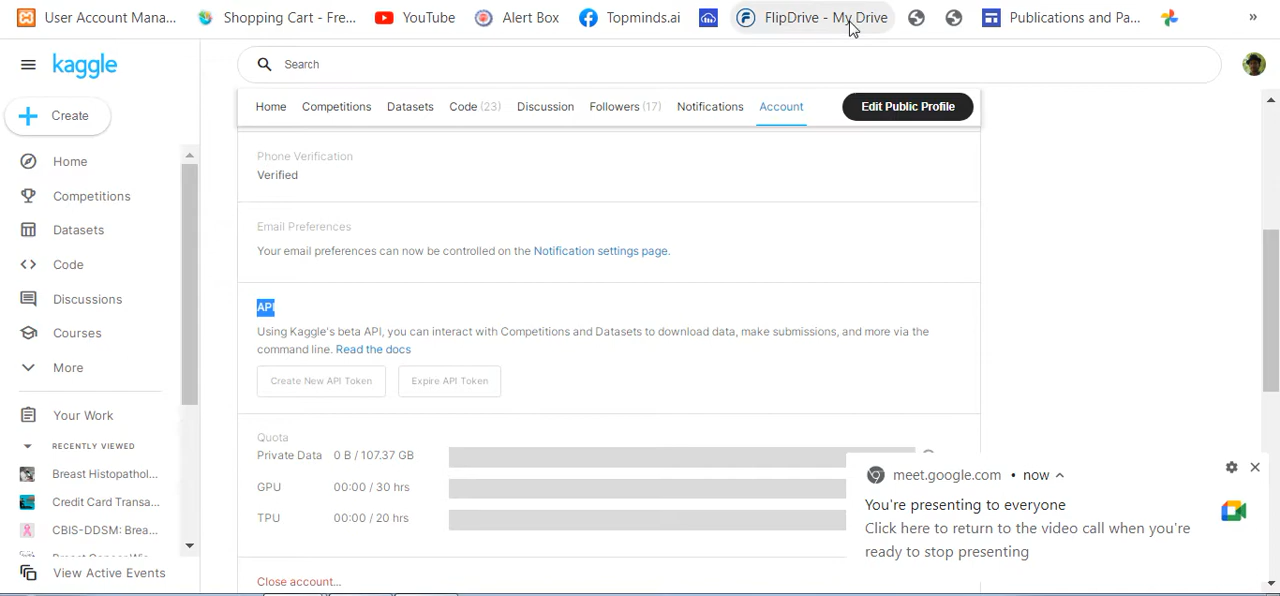 User Account Mana...
Shopping Cart - Fre...
YouTube
Alert Box
Topminds.ai
FlipDrive - My Drive
Publications and Pa...
»
kaggle
Search
Create
Home
Competitions
Datasets
Code (23)
Discussion
Followers (17)
Notifications
Account
Edit Public Profile
Home
Competitions
Datasets
Code
Discussions
Courses
More
Your Work
RECENTLY VIEWED
Breast Histopathol...
Credit Card Transa...
CBIS-DDSM: Brea...
View Active Events
Phone Verification
Verified
Email Preferences
Your email preferences can now be controlled on the Notification settings page.
API
Using Kaggle's beta API, you can interact with Competitions and Datasets to download data, make submissions, and more via the
command line. Read the docs
Create New API Token
Expire API Token
Quota
Private Data 0 B / 107.37 GB
GPU 00:00 / 30 hrs
TPU 00:00 / 20 hrs
Close account...
meet.google.com • now
You're presenting to everyone
Click here to return to the video call when you're
ready to stop presenting